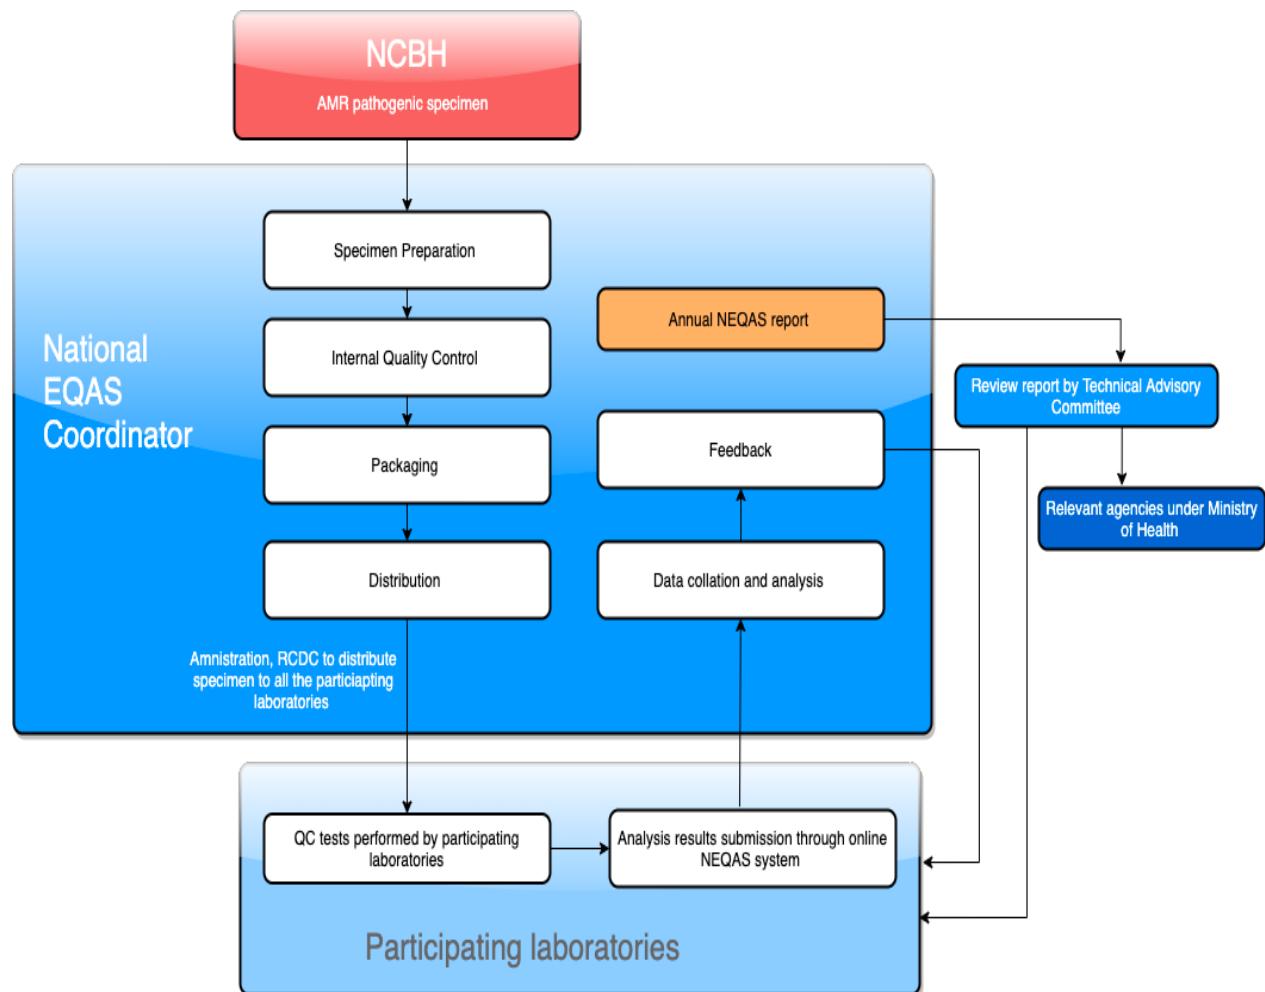 NCBH
AMR pathogenic specimen
National
EQAS
Coordinator
Specimen Preparation
Internal Quality Control
Packaging
Distribution
Amnistration, RCDC to distribute
specimen to all the particiapting
laboratories
Annual NEQAS report
Feedback
Data collation and analysis
Review report by Technical Advisory
Committee
Relevant agencies under Ministry
of Health
QC tests performed by participating
laboratories
Analysis results submission through online
NEQAS system
Participating laboratories